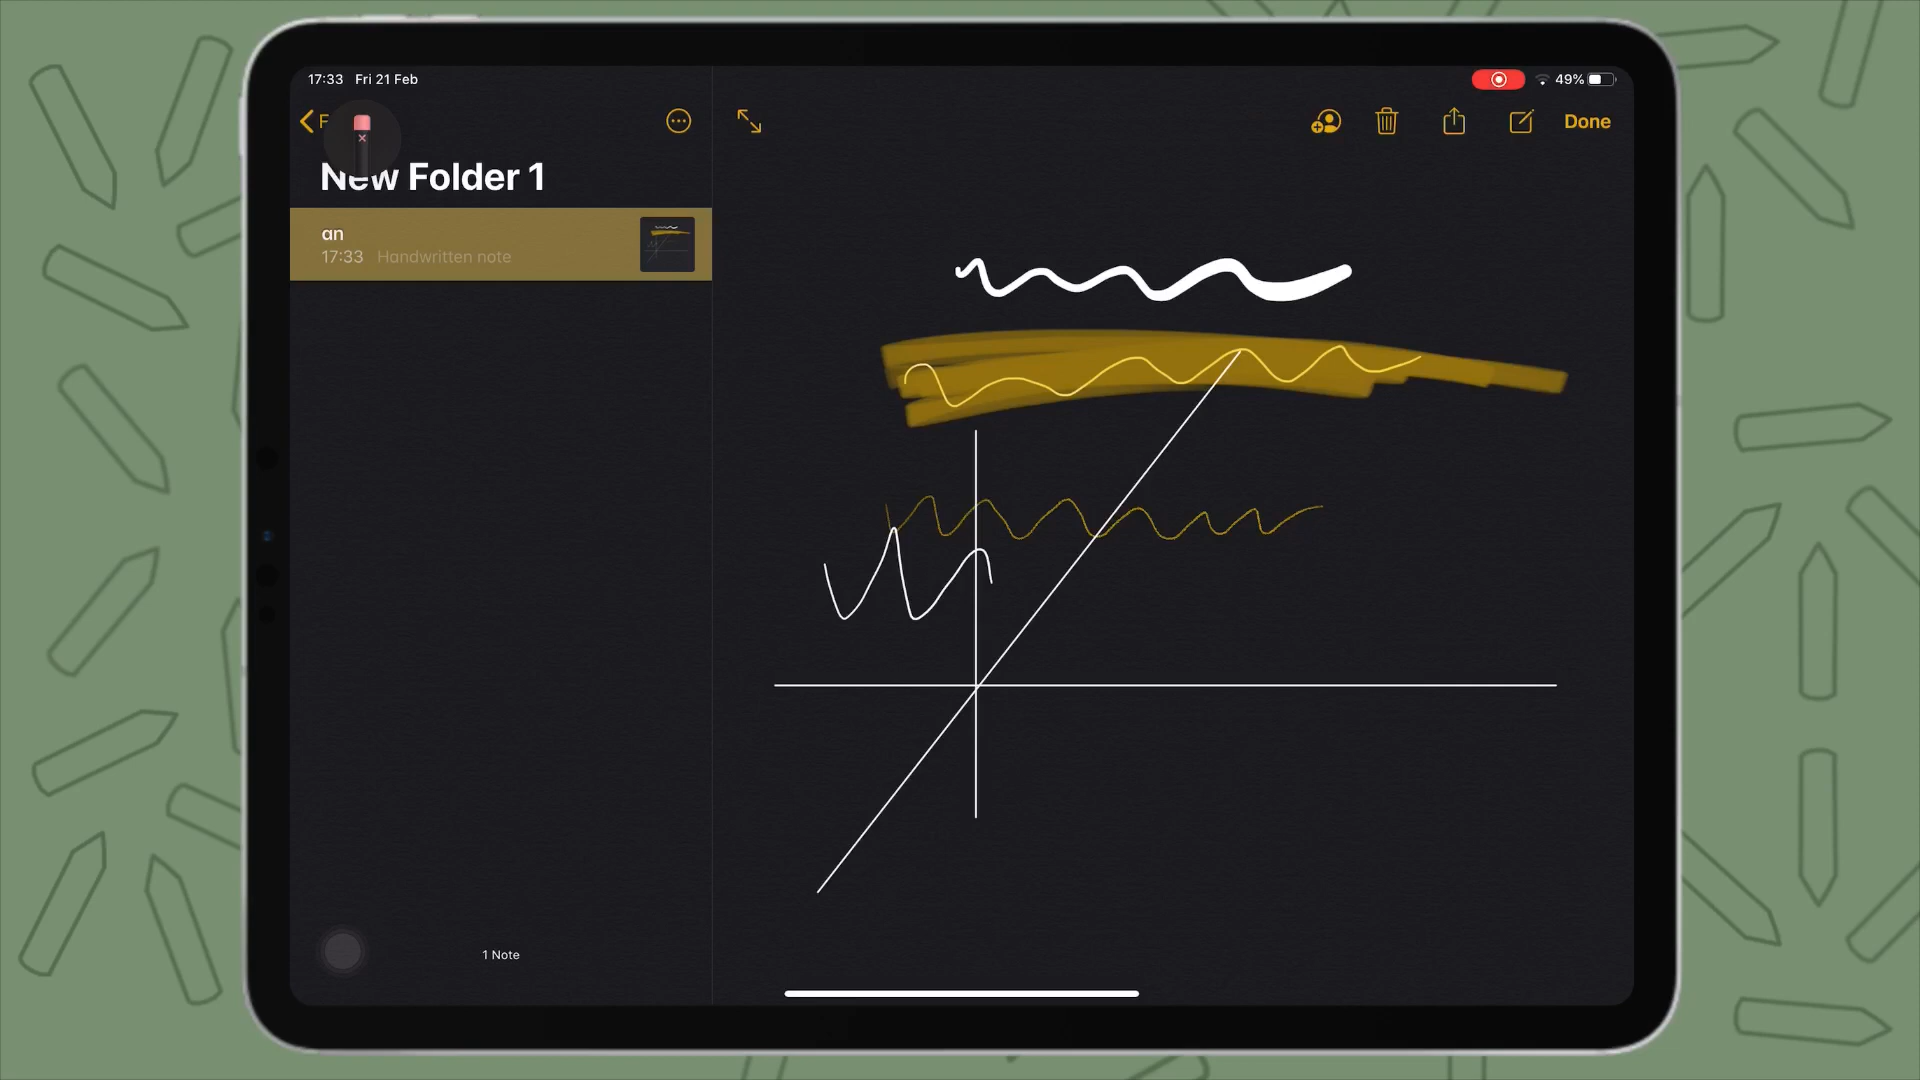 17:33 Fri 21 Feb
49%
F
Done
New Folder 1
an
17:33 Handwritten note
1 Note